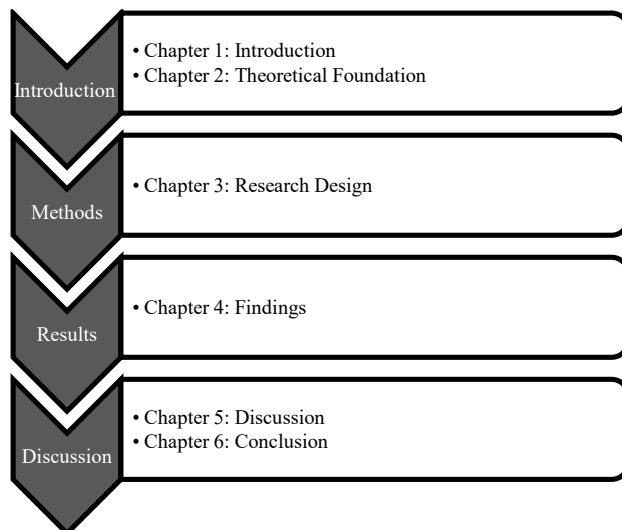 Introduction
• Chapter 1: Introduction
• Chapter 2: Theoretical Foundation
Methods
• Chapter 3: Research Design
Results
• Chapter 4: Findings
Discussion
• Chapter 5: Discussion
• Chapter 6: Conclusion